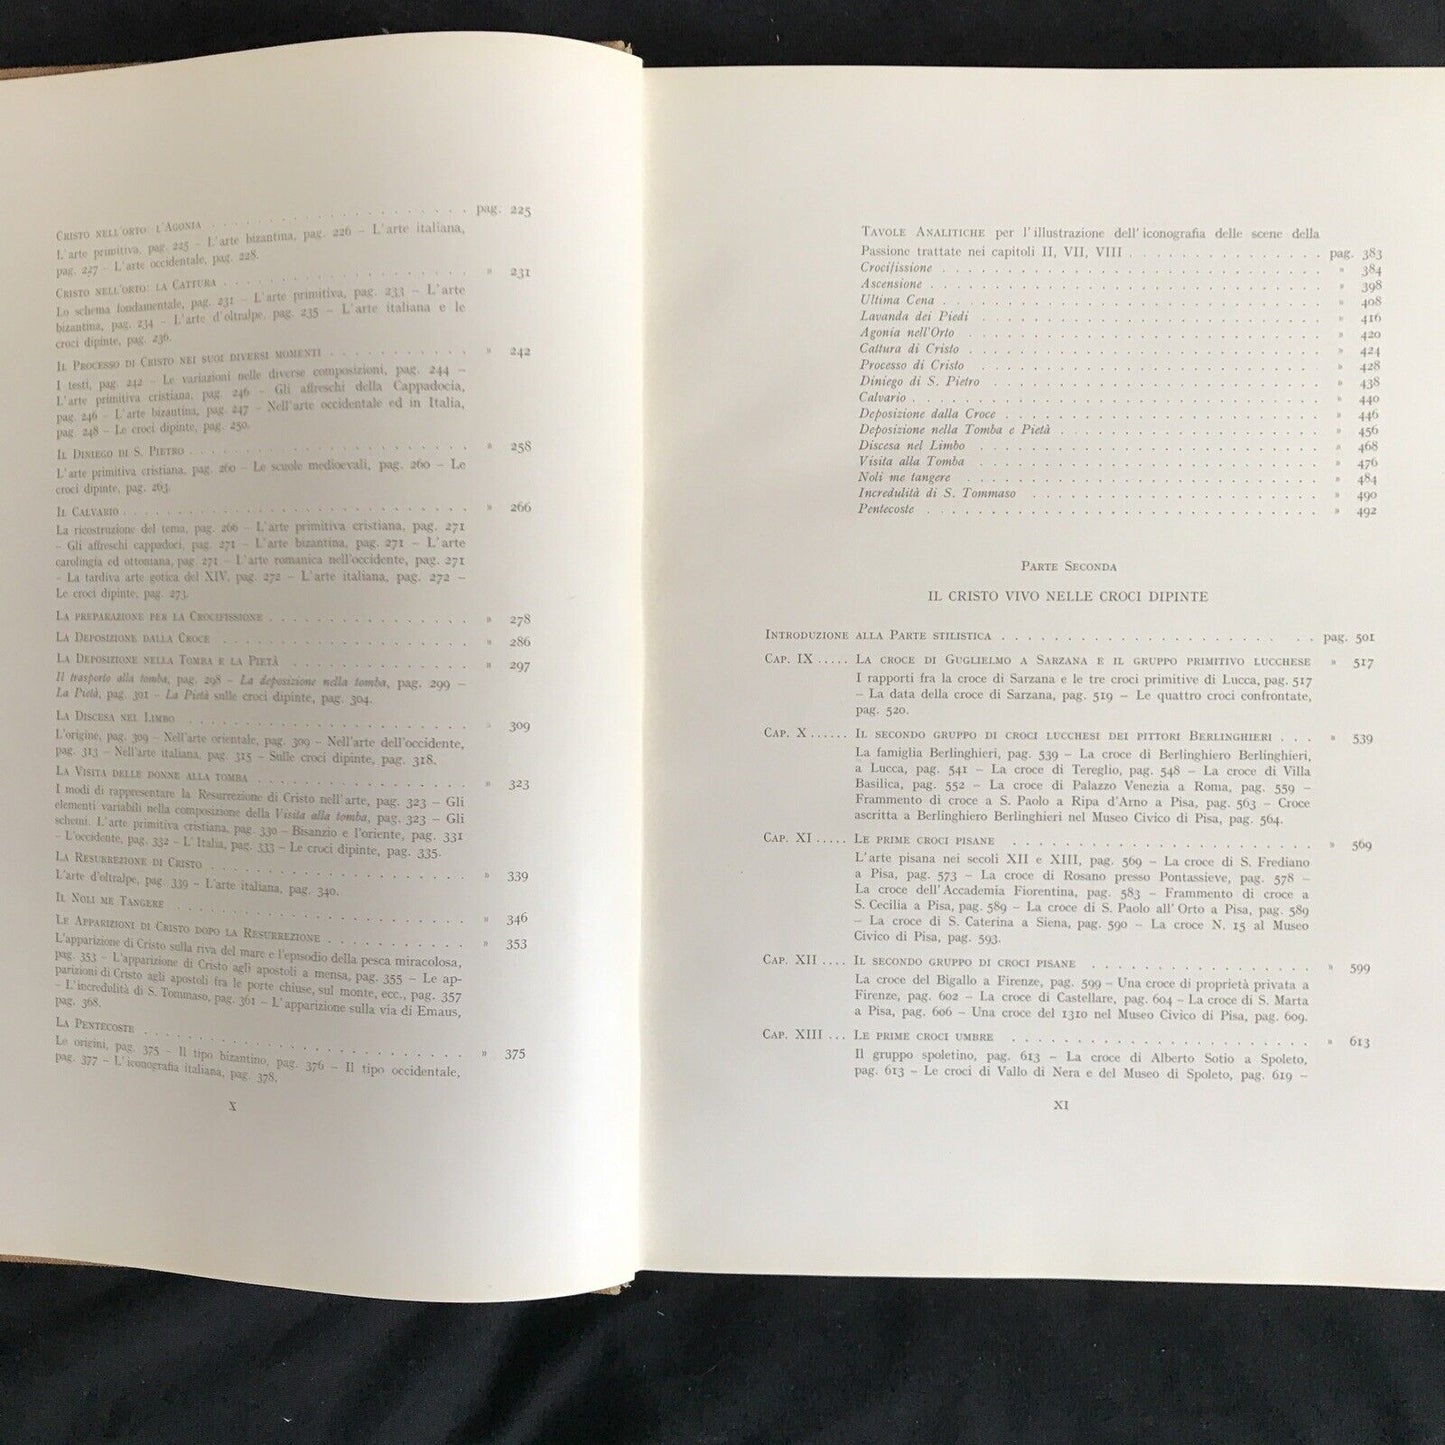 Cristo nell'orto: l'Agonia . . . . . . . . . . . . . . . . . . pag. 225
L'arte primitiva, pag. 225 – L'arte bizantina, pag. 226 – L'arte italiana,
pag. 227 – L'arte occidentale, pag. 228.
Cristo nell'orto: la Cattura . . . . . . . . . . . . . . . . . » 231
Lo schema fondamentale, pag. 231 – L'arte primitiva, pag. 233 – L'arte
bizantina, pag. 234 – L'arte d'oltralpe, pag. 235 – L'arte italiana e le
croci dipinte, pag. 236.
Il Processo di Cristo nei suoi diversi momenti . . . . . . . . . . » 242
I testi, pag. 242 – Le variazioni nelle diverse composizioni, pag. 244 –
L'arte primitiva cristiana, pag. 246 – Gli affreschi della Cappadocia,
pag. 246 – L'arte bizantina, pag. 247 – Nell'arte occidentale ed in Italia,
pag. 248 – Le croci dipinte, pag. 250.
Il Diniego di S. Pietro . . . . . . . . . . . . . . . . . . . . » 258
L'arte primitiva cristiana, pag. 260 – Le scuole medioevali, pag. 260 – Le
croci dipinte, pag. 263.
Il Calvario . . . . . . . . . . . . . . . . . . . . . . . . . » 266
La ricostruzione del tema, pag. 266 – L'arte primitiva cristiana, pag. 271
– Gli affreschi cappadoci, pag. 271 – L'arte bizantina, pag. 271 – L'arte
carolingia ed ottoniana, pag. 271 – L'arte romanica nell'occidente, pag. 271
– La tardiva arte gotica del XIV, pag. 272 – L'arte italiana, pag. 272 –
Le croci dipinte, pag. 273.
La preparazione per la Crocifissione . . . . . . . . . . . . . . » 278
La Deposizione dalla Croce . . . . . . . . . . . . . . . . . . » 286
La Deposizione nella Tomba e la Pietà . . . . . . . . . . . . . » 297
Il trasporto alla tomba, pag. 298 – La deposizione nella tomba, pag. 299 –
La Pietà, pag. 301 – La Pietà sulle croci dipinte, pag. 304.
La Discesa nel Limbo . . . . . . . . . . . . . . . . . . . . » 309
L'origine, pag. 309 – Nell'arte orientale, pag. 309 – Nell'arte dell'occidente,
pag. 313 – Nell'arte italiana, pag. 315 – Sulle croci dipinte, pag. 318.
La Visita delle donne alla tomba . . . . . . . . . . . . . . . . » 323
I modi di rappresentare la Resurrezione di Cristo nell'arte, pag. 323 – Gli
elementi variabili nella composizione della Visita alla tomba, pag. 323 – Gli
schemi. L'arte primitiva cristiana, pag. 330 – Bisanzio e l'oriente, pag. 331
– L'occidente, pag. 332 – L'Italia, pag. 333 – Le croci dipinte, pag. 335.
La Resurrezione di Cristo . . . . . . . . . . . . . . . . . . . » 339
L'arte d'oltralpe, pag. 339 – L'arte italiana, pag. 340.
Il Noli me Tangere . . . . . . . . . . . . . . . . . . . . . » 346
Le Apparizioni di Cristo dopo la Resurrezione . . . . . . . . . . » 353
L'apparizione di Cristo sulla riva del mare e l'episodio della pesca miracolosa,
pag. 353 – L'apparizione di Cristo agli apostoli a mensa, pag. 355 – Le ap-
parizioni di Cristo agli apostoli fra le porte chiuse, sul monte, ecc., pag. 357
– L'incredulità di S. Tommaso, pag. 361 – L'apparizione sulla via di Emaus,
pag. 368.
La Pentecoste . . . . . . . . . . . . . . . . . . . . . . . . » 375
Le origini, pag. 375 – Il tipo bizantino, pag. 376 – Il tipo occidentale,
pag. 377 – L'iconografia italiana, pag. 378.
X
Tavole Analitiche per l'illustrazione dell'iconografia delle scene della
Passione trattate nei capitoli II, VII, VIII . . . . . . . . . . . . . . . pag. 383
Crocifissione . . . . . . . . . . . . . . . . . . . . . . . . » 384
Ascensione . . . . . . . . . . . . . . . . . . . . . . . . . » 398
Ultima Cena . . . . . . . . . . . . . . . . . . . . . . . . » 408
Lavanda dei Piedi . . . . . . . . . . . . . . . . . . . . . » 416
Agonia nell'Orto . . . . . . . . . . . . . . . . . . . . . . » 420
Cattura di Cristo . . . . . . . . . . . . . . . . . . . . . . » 424
Processo di Cristo . . . . . . . . . . . . . . . . . . . . . » 428
Diniego di S. Pietro . . . . . . . . . . . . . . . . . . . . » 438
Calvario . . . . . . . . . . . . . . . . . . . . . . . . . . » 440
Deposizione dalla Croce . . . . . . . . . . . . . . . . . . . » 446
Deposizione nella Tomba e Pietà . . . . . . . . . . . . . . . . » 456
Discesa nel Limbo . . . . . . . . . . . . . . . . . . . . . » 468
Visita alla Tomba . . . . . . . . . . . . . . . . . . . . . » 476
Noli me tangere . . . . . . . . . . . . . . . . . . . . . . » 484
Incredulità di S. Tommaso . . . . . . . . . . . . . . . . . . » 490
Pentecoste . . . . . . . . . . . . . . . . . . . . . . . . . » 492
Parte Seconda
IL CRISTO VIVO NELLE CROCI DIPINTE
Introduzione alla Parte stilistica . . . . . . . . . . . . . . . . pag. 501
Cap. IX ..... La croce di Guglielmo a Sarzana e il gruppo primitivo lucchese » 517
I rapporti fra la croce di Sarzana e le tre croci primitive di Lucca, pag. 517
– La data della croce di Sarzana, pag. 519 – Le quattro croci confrontate,
pag. 520.
Cap. X...... Il secondo gruppo di croci lucchesi dei pittori Berlinghieri . . . » 539
La famiglia Berlinghieri, pag. 539 – La croce di Berlinghiero Berlinghieri,
a Lucca, pag. 541 – La croce di Tereglio, pag. 548 – La croce di Villa
Basilica, pag. 552 – La croce di Palazzo Venezia a Roma, pag. 559 –
Frammento di croce a S. Paolo a Ripa d'Arno a Pisa, pag. 563 – Croce
ascritta a Berlinghiero Berlinghieri nel Museo Civico di Pisa, pag. 564.
Cap. XI ..... Le prime croci pisane . . . . . . . . . . . . . . . . . . . . » 569
L'arte pisana nei secoli XII e XIII, pag. 569 – La croce di S. Frediano
a Pisa, pag. 573 – La croce di Rosano presso Pontassieve, pag. 578 –
La croce dell'Accademia Fiorentina, pag. 583 – Frammento di croce a
S. Cecilia a Pisa, pag. 589 – La croce di S. Paolo all'Orto a Pisa, pag. 589
– La croce di S. Caterina a Siena, pag. 590 – La croce N. 15 al Museo
Civico di Pisa, pag. 593.
Cap. XII .... Il secondo gruppo di croci pisane . . . . . . . . . . . . . . » 599
La croce del Bigallo a Firenze, pag. 599 – Una croce di proprietà privata a
Firenze, pag. 602 – La croce di Castellare, pag. 604 – La croce di S. Marta
a Pisa, pag. 606 – Una croce del 1310 nel Museo Civico di Pisa, pag. 609.
Cap. XIII ... Le prime croci umbre . . . . . . . . . . . . . . . . . . . . » 613
Il gruppo spoletino, pag. 613 – La croce di Alberto Sotio a Spoleto,
pag. 613 – Le croci di Vallo di Nera e del Museo di Spoleto, pag. 619 –
XI